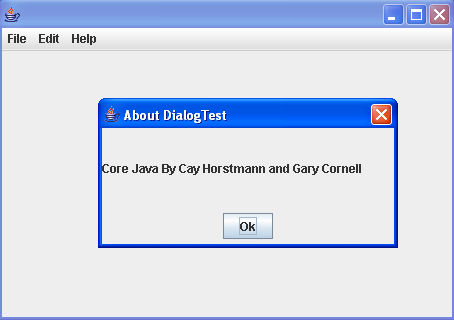 File Edit Help
About DialogTest
Core Java By Cay Horstmann and Gary Cornell
Ok